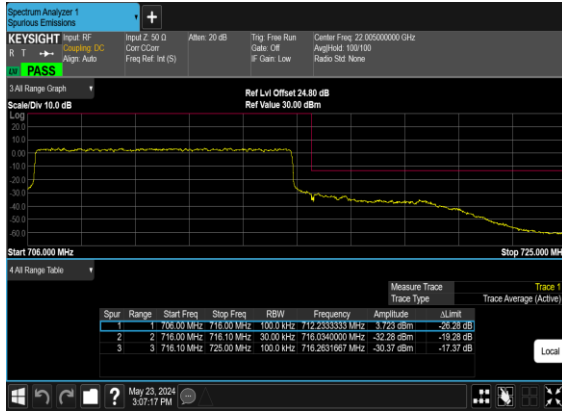 Spectrum Analyzer 1
Spurious Emissions
+
KEYSIGHT Input: RF Input Z: 50 Ω Atten: 20 dB Trig: Free Run Center Freq: 22.005000000 GHz
R T Coupling: DC Corr CCorr Gate: Off Avg|Hold: 100/100
Align: Auto Freq Ref: Int (S) IF Gain: Low Radio Std: None
PASS
3 All Range Graph
Ref Lvl Offset 24.80 dB
Scale/Div 10.0 dB Ref Value 30.00 dBm
Log
20.0
10.0
0.00
-10.0
-20.0
-30.0
-40.0
-50.0
-60.0
Start 706.000 MHz Stop 725.000 MH
4 All Range Table
Measure Trace Trace 1
Trace Type Trace Average (Active)
Spur Range Start Freq Stop Freq RBW Frequency Amplitude ΔLimit
1 1 706.00 MHz 716.00 MHz 100.0 kHz 712.2333333 MHz 3.723 dBm -26.28 dB
2 2 716.00 MHz 716.10 MHz 30.00 kHz 716.0340000 MHz -32.28 dBm -19.28 dB
3 3 716.10 MHz 725.00 MHz 100.0 kHz 716.2631667 MHz -30.37 dBm -17.37 dB
Local
? May 23, 2024
3:07:17 PM